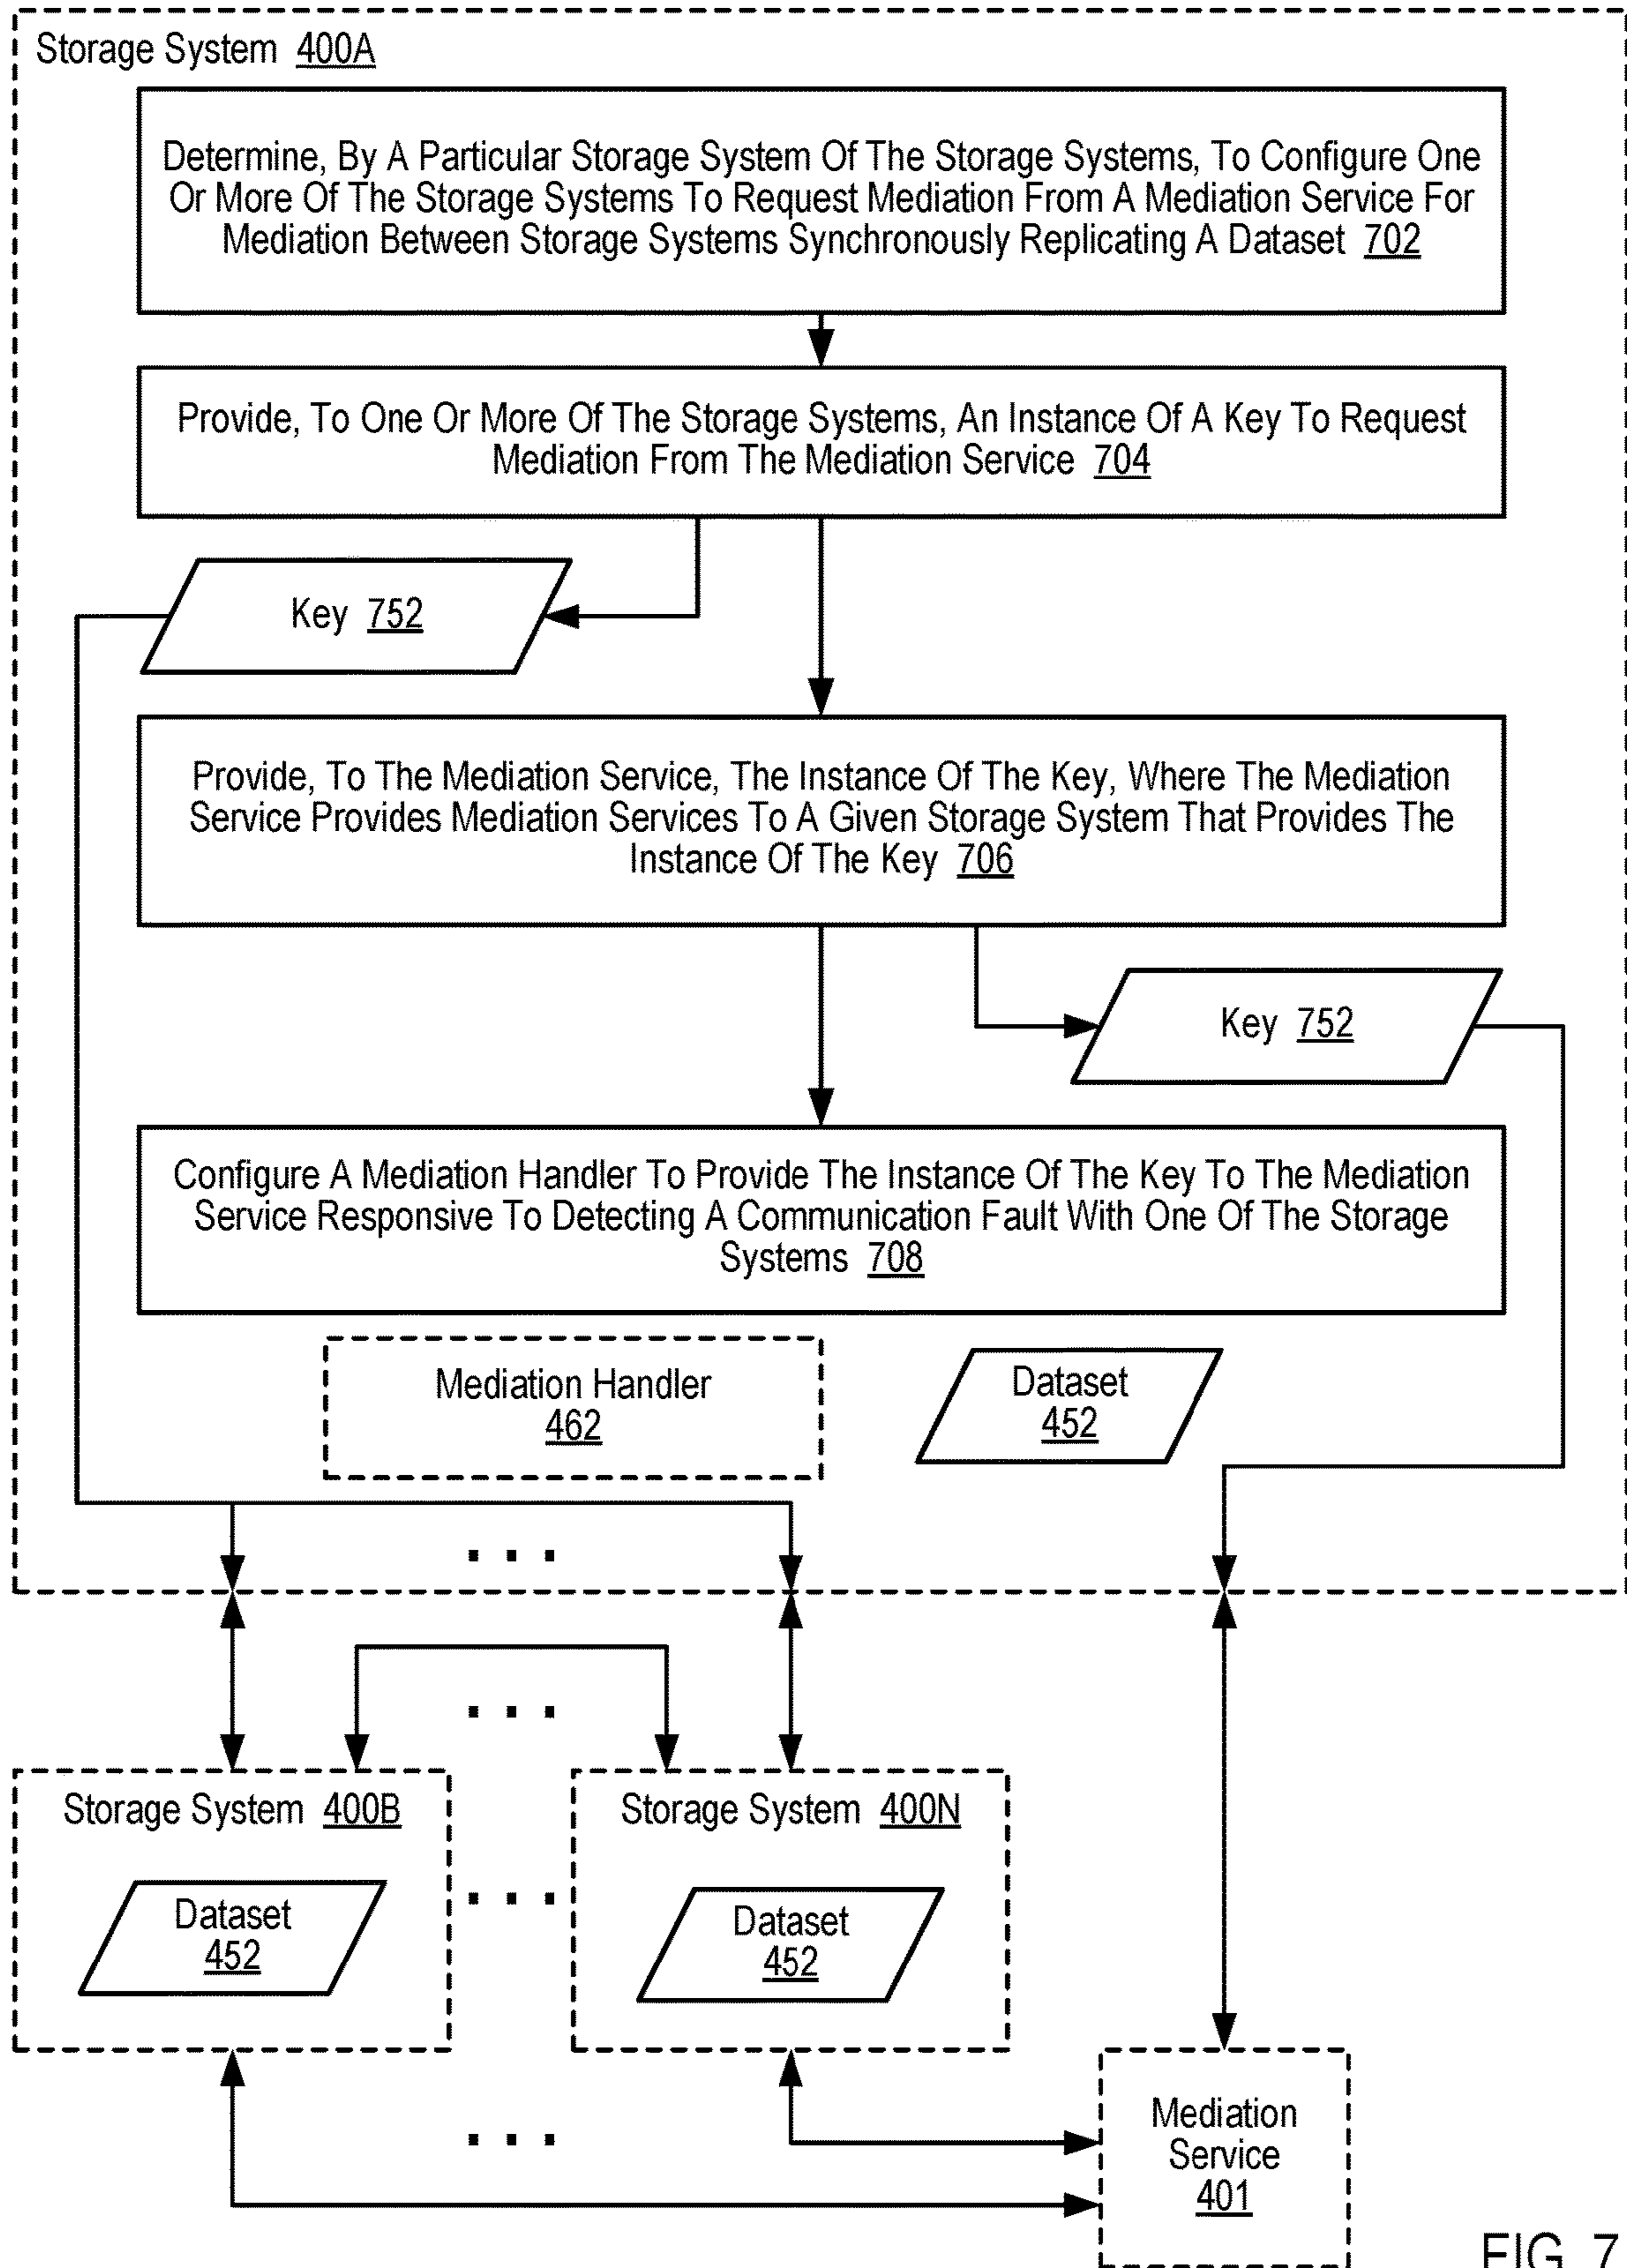 Storage System 400A
Determine, By A Particular Storage System Of The Storage Systems, To Configure One
Or More Of The Storage Systems To Request Mediation From A Mediation Service For
Mediation Between Storage Systems Synchronously Replicating A Dataset 702
Provide, To One Or More Of The Storage Systems, An Instance Of A Key To Request
Mediation From The Mediation Service 704
Key 752
Provide, To The Mediation Service, The Instance Of The Key, Where The Mediation
Service Provides Mediation Services To A Given Storage System That Provides The
Instance Of The Key 706
Key 752
Configure A Mediation Handler To Provide The Instance Of The Key To The Mediation
Service Responsive To Detecting A Communication Fault With One Of The Storage
Systems 708
Mediation Handler
462
Dataset
452
. . .
. . .
Storage System 400B
Dataset
452
. . .
Storage System 400N
Dataset
452
. . .
Mediation
Service
401
FIG. 7